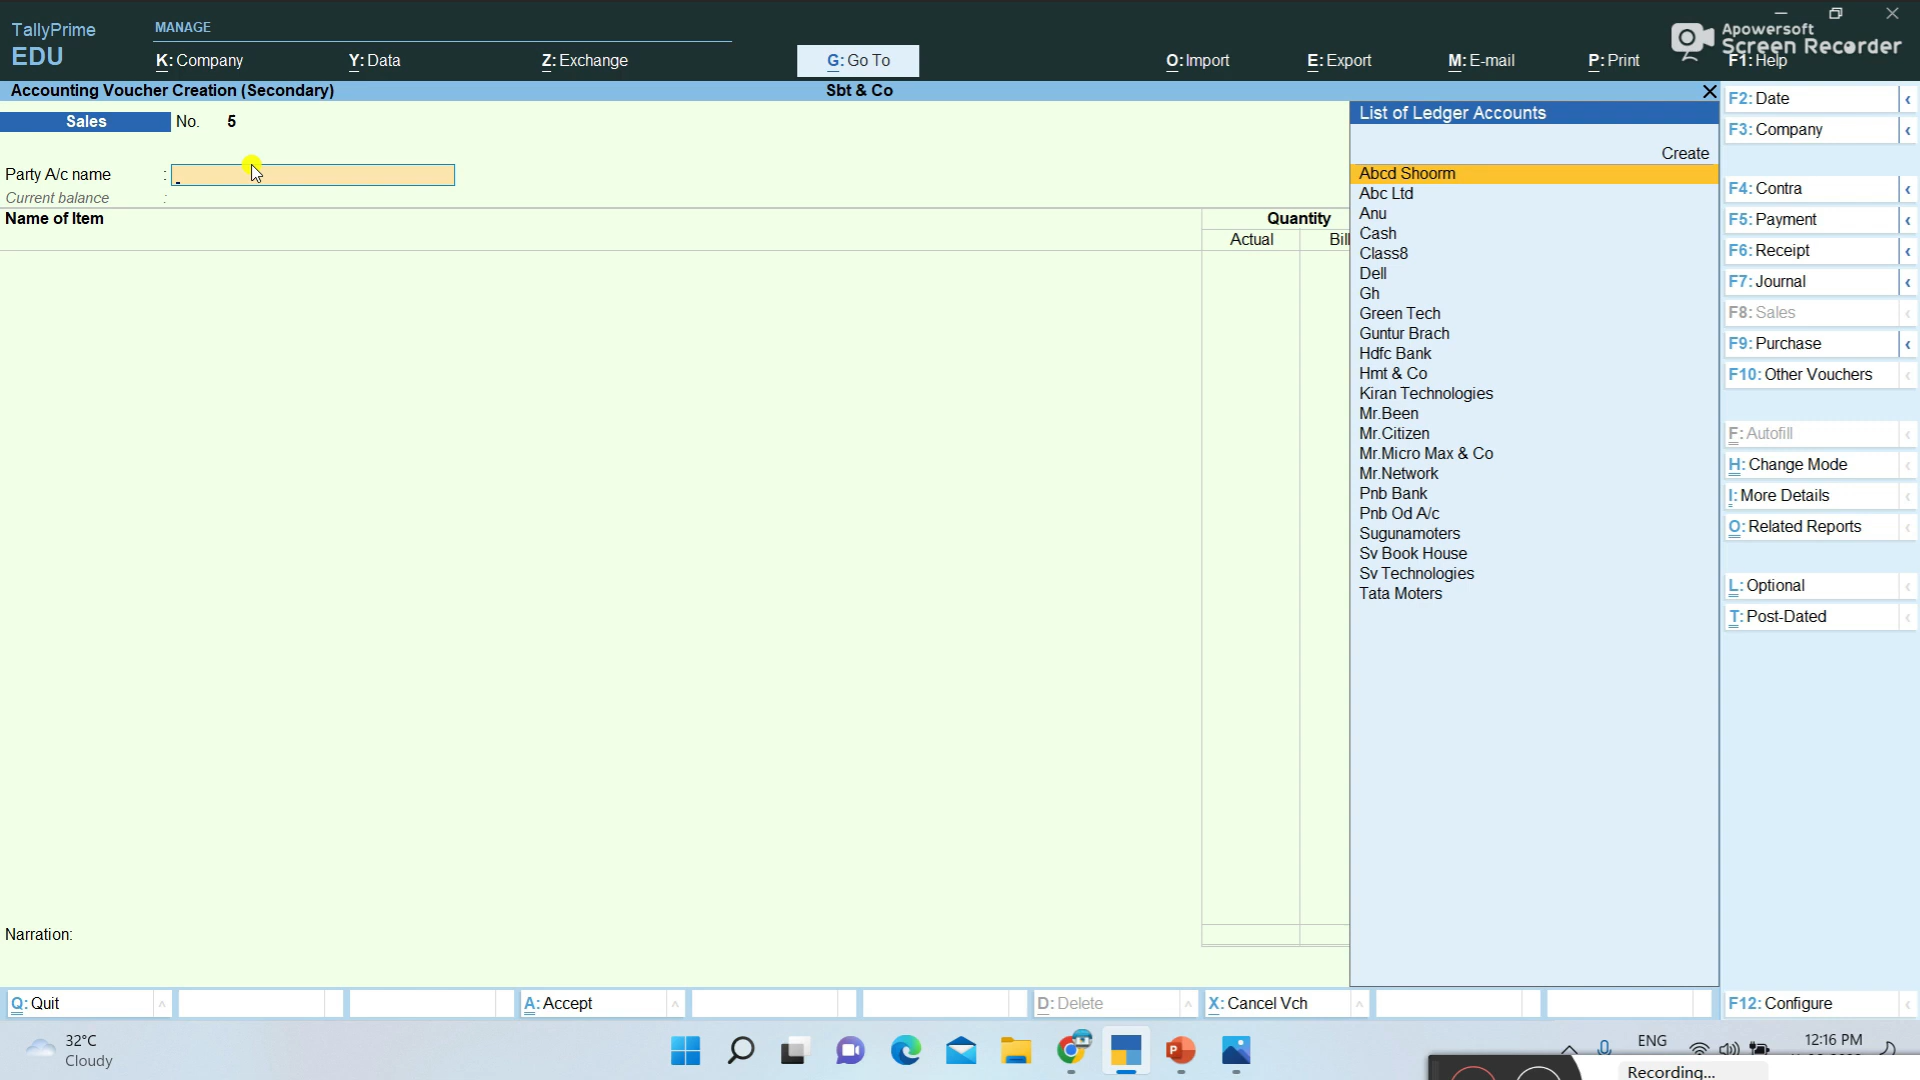 TallyPrime
EDU
MANAGE
K: Company
Y: Data
Z: Exchange
G: Go To
O: Import
E: Export
M: E-mail
P: Print
F1: Help
Apowersoft
Screen Recorder
Accounting Voucher Creation (Secondary)
Sbt & Co
Sales No. 5
Party A/c name :
Current balance :
Name of Item
Quantity
Actual
Bill
List of Ledger Accounts
Create
Abcd Shoorm
Abc Ltd
Anu
Cash
Class8
Dell
Gh
Green Tech
Guntur Brach
Hdfc Bank
Hmt & Co
Kiran Technologies
Mr.Been
Mr.Citizen
Mr.Micro Max & Co
Mr.Network
Pnb Bank
Pnb Od A/c
Sugunamoters
Sv Book House
Sv Technologies
Tata Moters
F2: Date
F3: Company
F4: Contra
F5: Payment
F6: Receipt
F7: Journal
F8: Sales
F9: Purchase
F10: Other Vouchers
F: Autofill
H: Change Mode
I: More Details
O: Related Reports
L: Optional
T: Post-Dated
F12: Configure
Narration:
Q: Quit
A: Accept
D: Delete
X: Cancel Vch
32°C
Cloudy
ENG
12:16 PM
Recording...